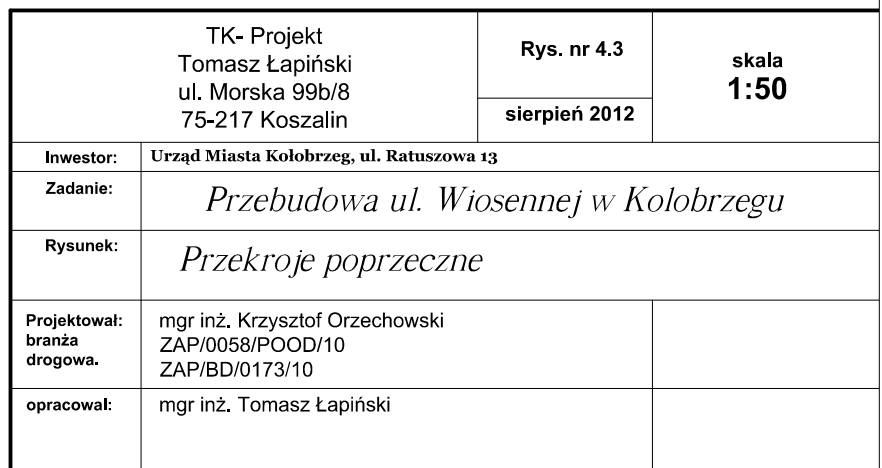 TK- Projekt
Tomasz Łapiński
ul. Morska 99b/8
75-217 Koszalin
Rys. nr 4.3
sierpień 2012
skala
1:50
Inwestor:
Urząd Miasta Kołobrzeg, ul. Ratuszowa 13
Zadanie:
Przebudowa ul. Wiosennej w Kolobrzegu
Rysunek:
Przekroje poprzeczne
Projektował:
branża
drogowa.
mgr inż. Krzysztof Orzechowski
ZAP/0058/POOD/10
ZAP/BD/0173/10
opracował:
mgr inż. Tomasz Łapiński